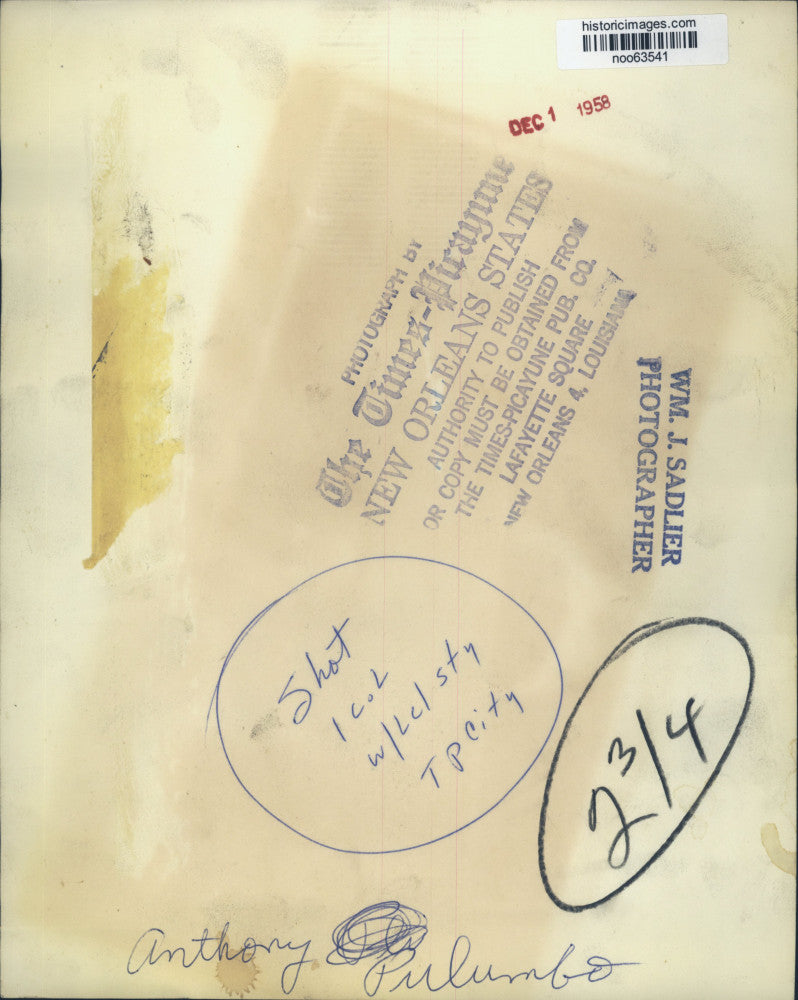 historicimages.com
noo63541
DEC 1 1958
PHOTOGRAPH BY
The Times-Picayune
NEW ORLEANS STATES
AUTHORITY TO PUBLISH
OR COPY MUST BE OBTAINED FROM
THE TIMES-PICAYUNE PUB. CO.
LAFAYETTE SQUARE
NEW ORLEANS 4, LOUISIANA
WM. J. SADLIER
PHOTOGRAPHER
Shot
1 col
w/Lcl sty
TP City
2 3/4
Anthony Pulumbo